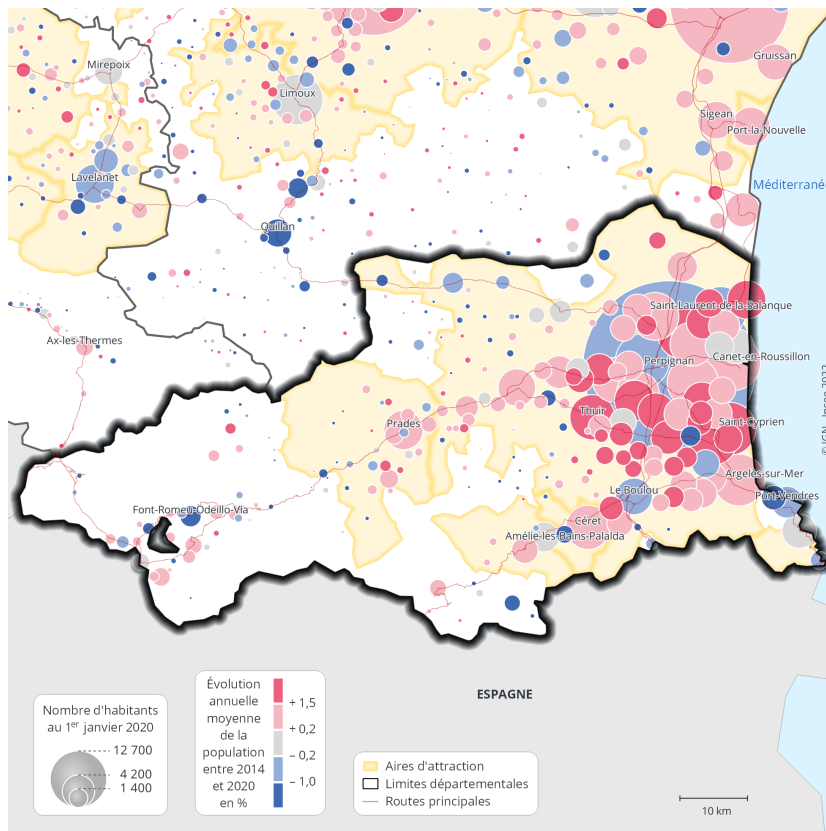 Gruissan
Mirepoix
Limoux
Sigean
Port-la-Nouvelle
Lavelanet
Méditerranée
Quillan
Saint-Laurent-de-la-Salanque
Ax-les-Thermes
Perpignan
Canet-en-Roussillon
Thuir
Prades
Saint-Cyprien
Argelès-sur-Mer
Le Boulou
Port-Vendres
Font-Romeu-Odeillo-Via
Céret
Amélie-les-Bains-Palalda
© IGN - Insee 2022
ESPAGNE
Nombre d'habitants
au 1er janvier 2020
12 700
4 200
1 400
Évolution
annuelle
moyenne
de la
population
entre 2014
et 2020
en %
+ 1,5
+ 0,2
– 0,2
– 1,0
Aires d'attraction
Limites départementales
Routes principales
10 km